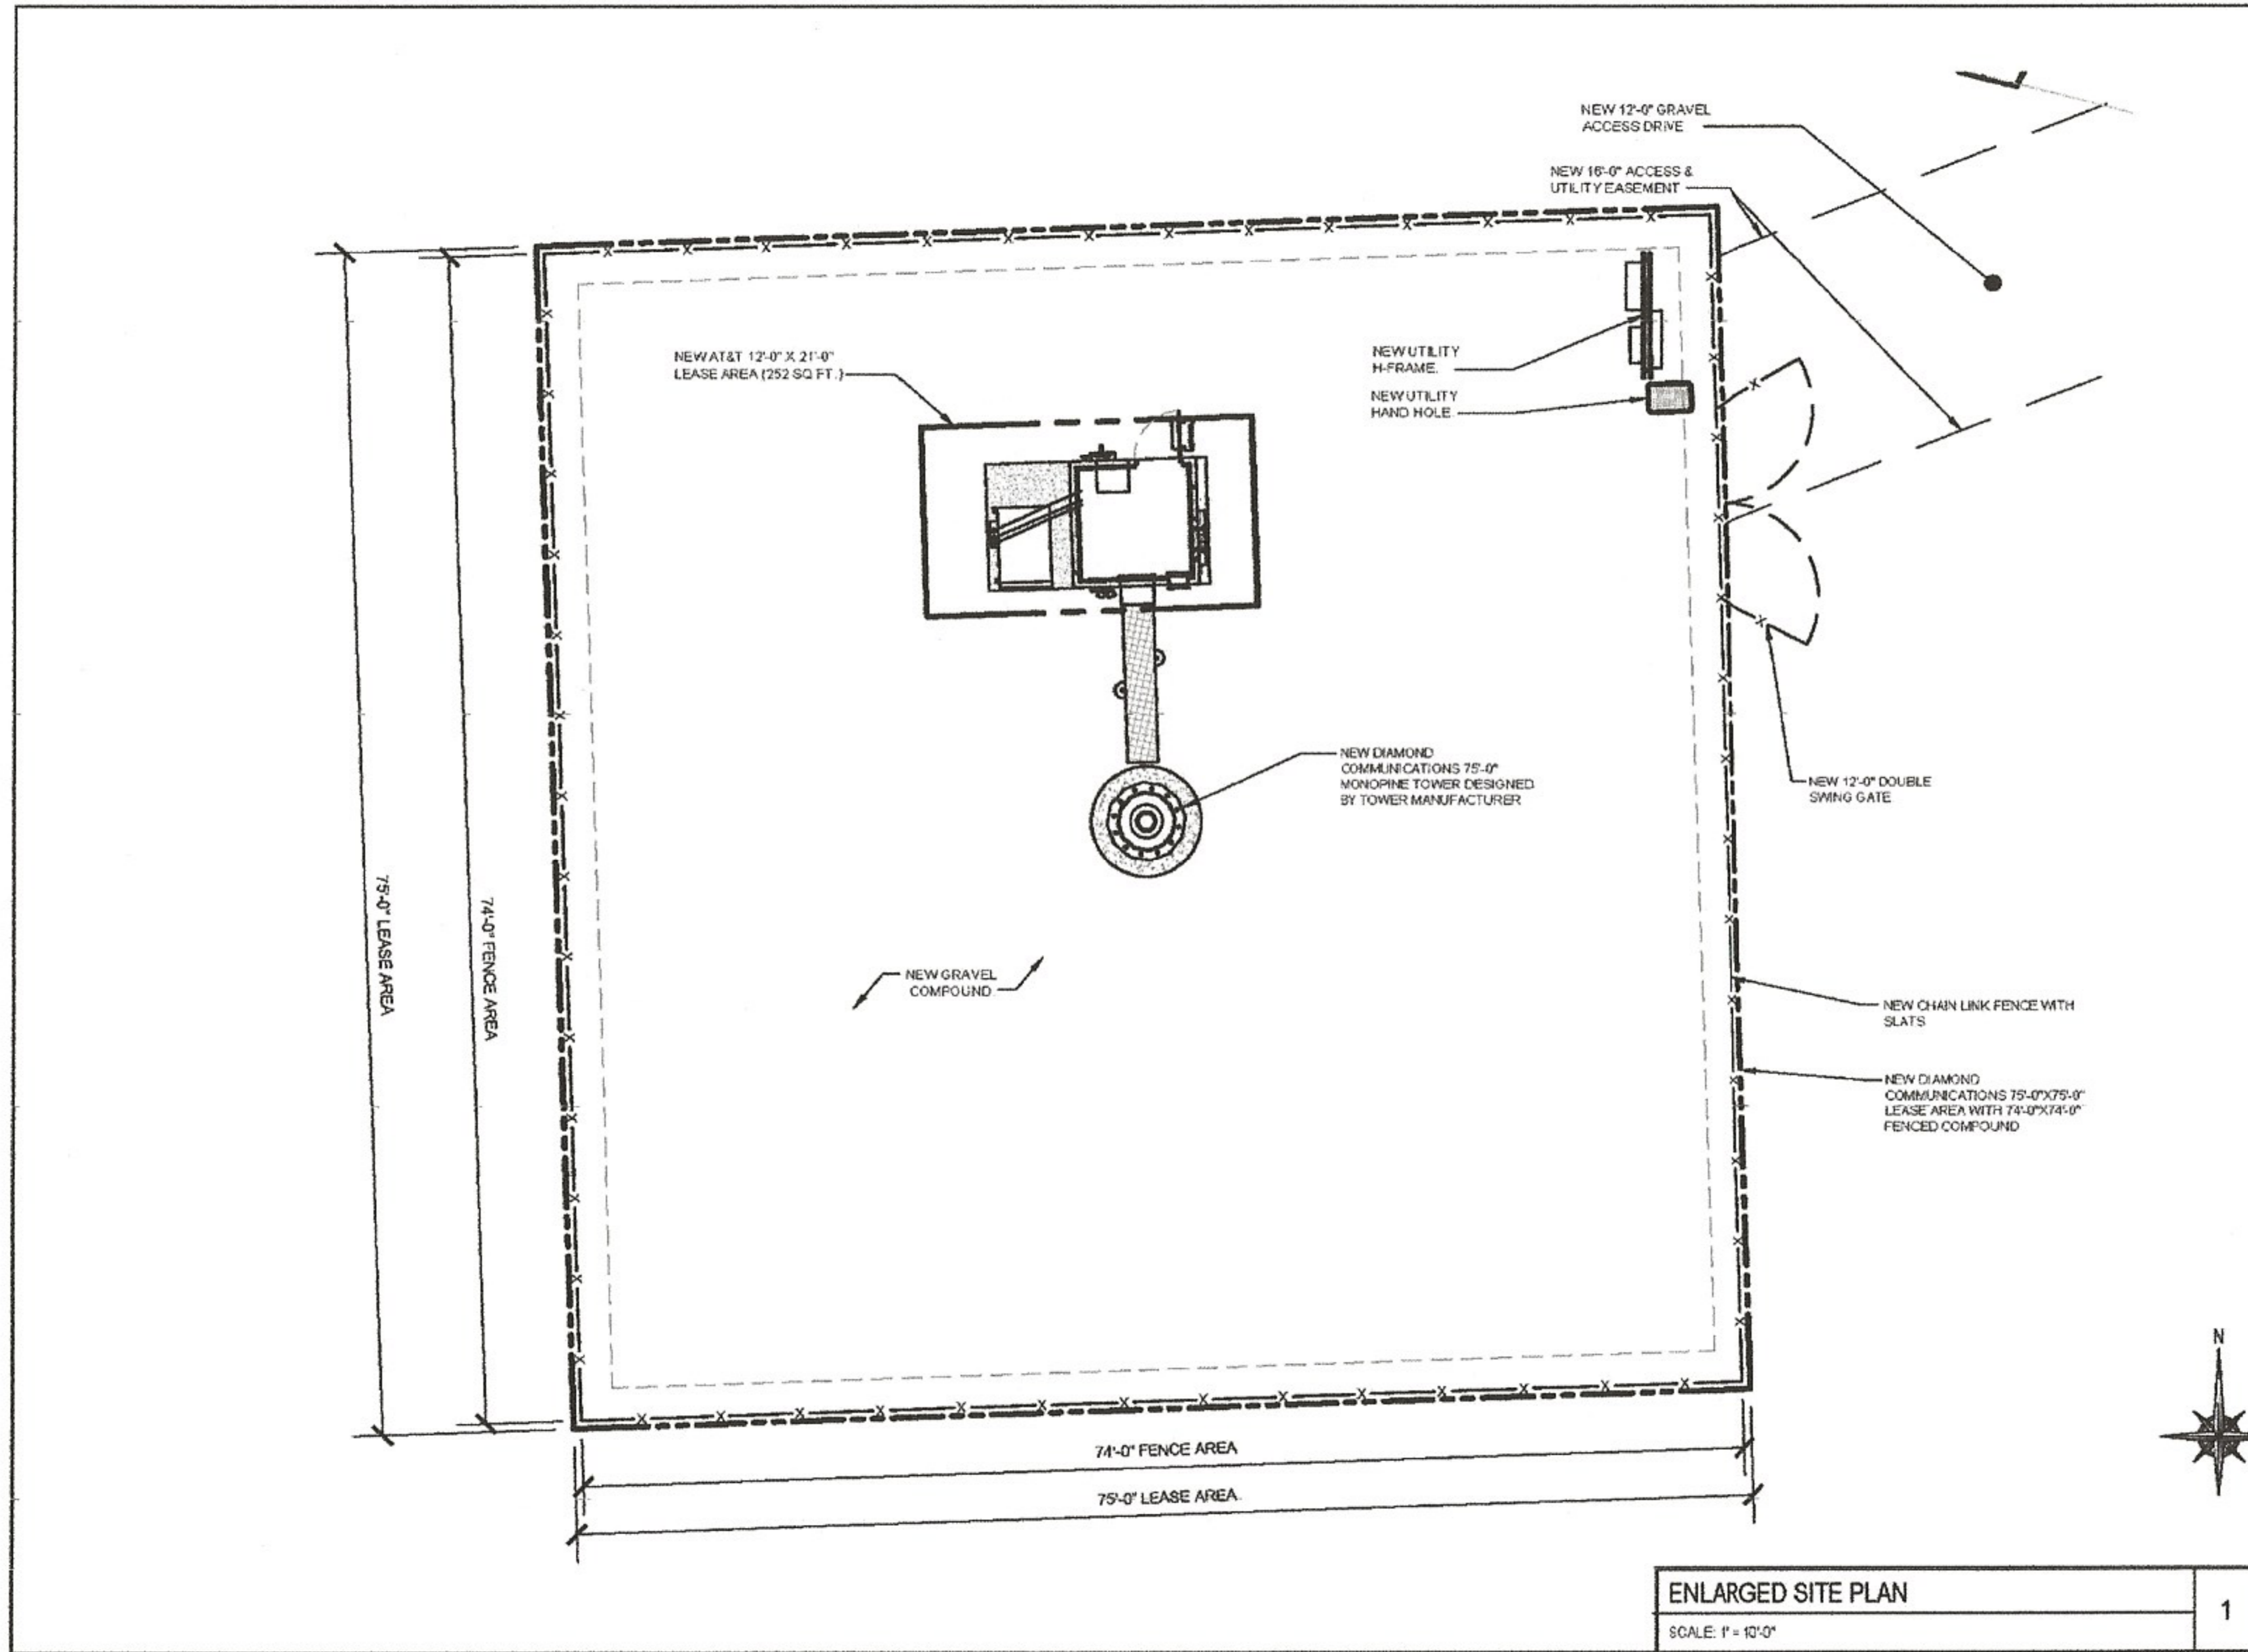 NEW 12'-0" GRAVEL
ACCESS DRIVE
NEW 16'-0" ACCESS &
UTILITY EASEMENT
NEW AT&T 12'-0" X 21'-0"
LEASE AREA (252 SQ FT.)
NEW UTILITY
H-FRAME.
NEW UTILITY
HAND HOLE
NEW DIAMOND
COMMUNICATIONS 75'-0"
MONOPINE TOWER DESIGNED
BY TOWER MANUFACTURER
NEW 12'-0" DOUBLE
SWING GATE
75'-0" LEASE AREA
74'-0" FENCE AREA
NEW GRAVEL
COMPOUND.
NEW CHAIN LINK FENCE WITH
SLATS
NEW DIAMOND
COMMUNICATIONS 75'-0"X75'-0"
LEASE AREA WITH 74'-0"X74'-0"
FENCED COMPOUND
74'-0" FENCE AREA
75'-0" LEASE AREA.
N
ENLARGED SITE PLAN
SCALE: 1" = 10'-0"
1